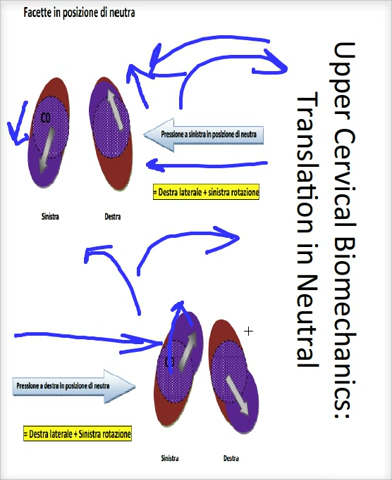 Facette in posizione di neutra
C0
Pressione a sinistra in posizione di neutra
= Destra laterale + sinistra rotazione
Sinistra
Destra
Upper Cervical Biomechanics:
Translation in Neutral
Pressione a destra in posizione di neutra
= Destra laterale + Sinistra rotazione
Sinistra
Destra